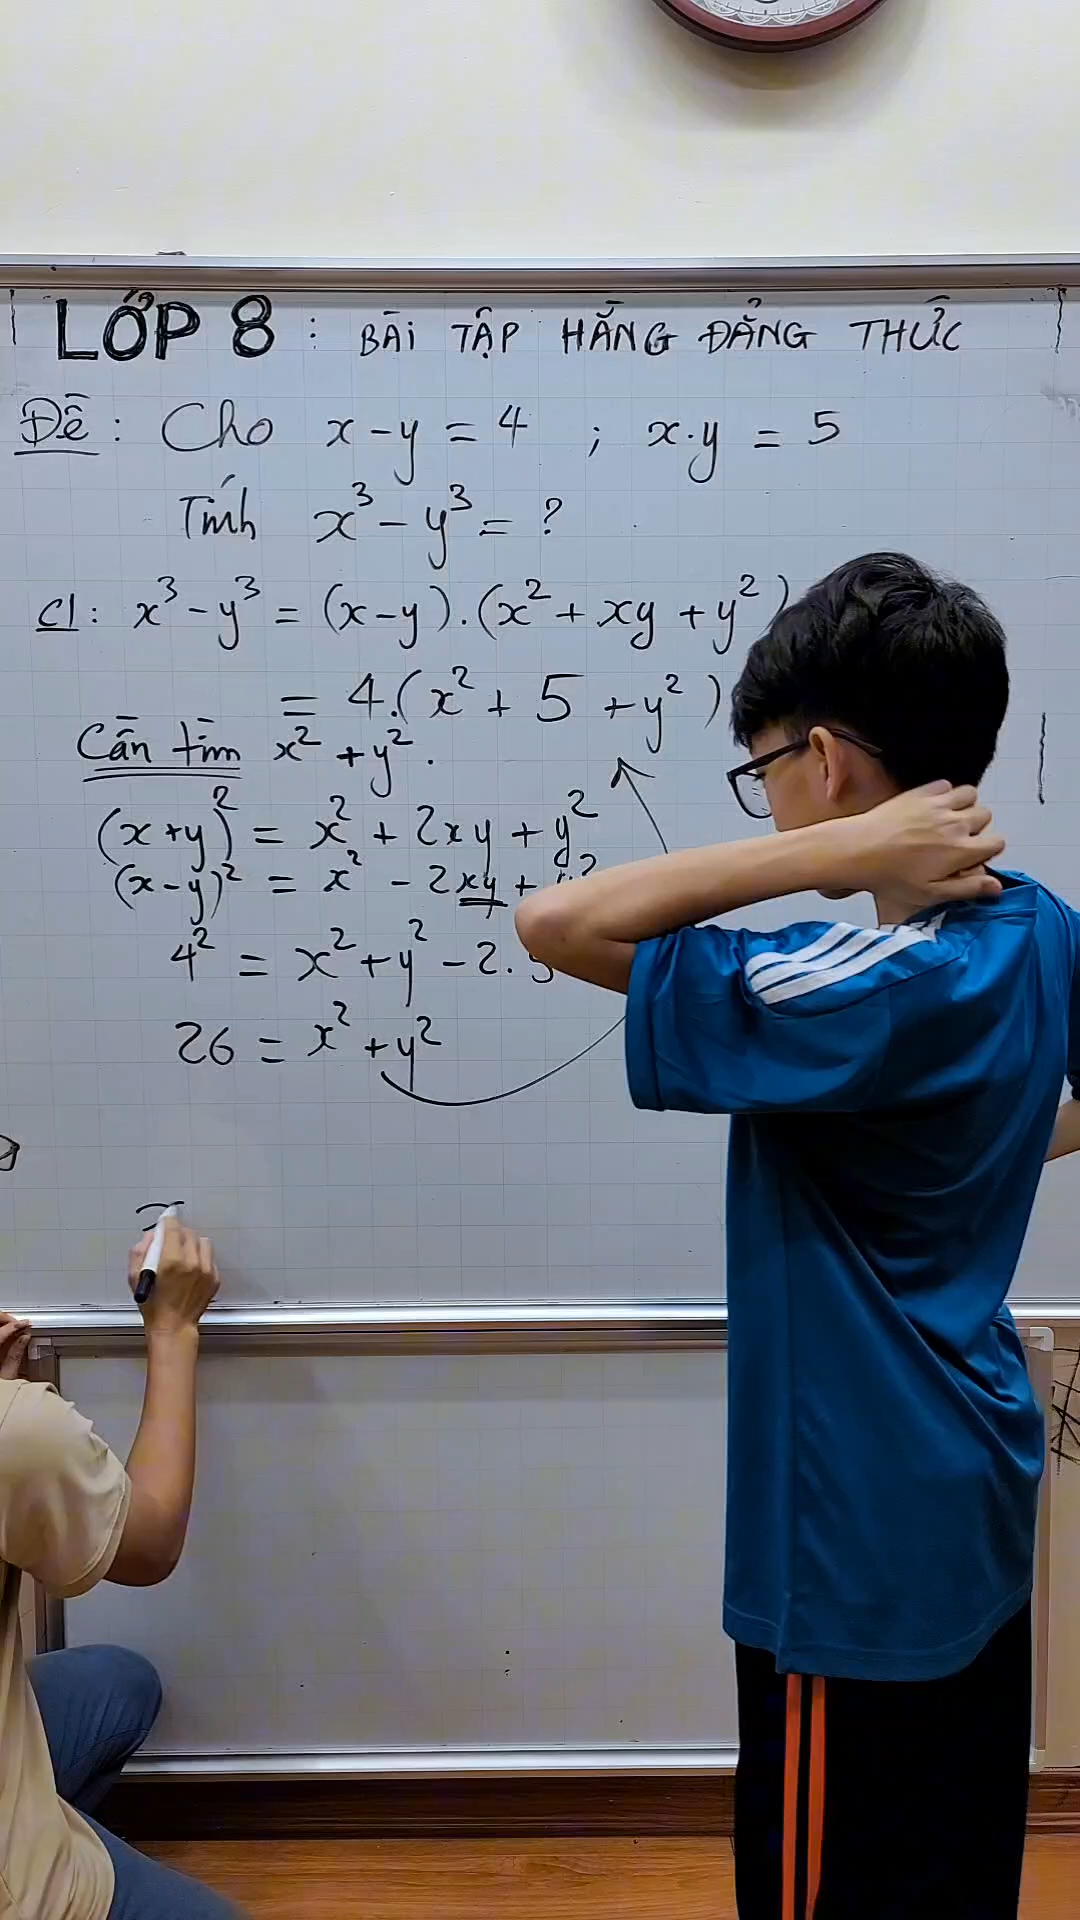 LỚP 8 : BÀI TẬP HẰNG ĐẲNG THỨC
Đề : Cho x - y = 4 ; x.y = 5
Tính x³ - y³ = ?
C1 : x³ - y³ = (x - y).(x² + xy + y²)
= 4.(x² + 5 + y²)
Cần tìm x² + y².
(x + y)² = x² + 2xy + y²
(x - y)² = x² - 2xy +
4² = x² + y² - 2.
26 = x² + y²